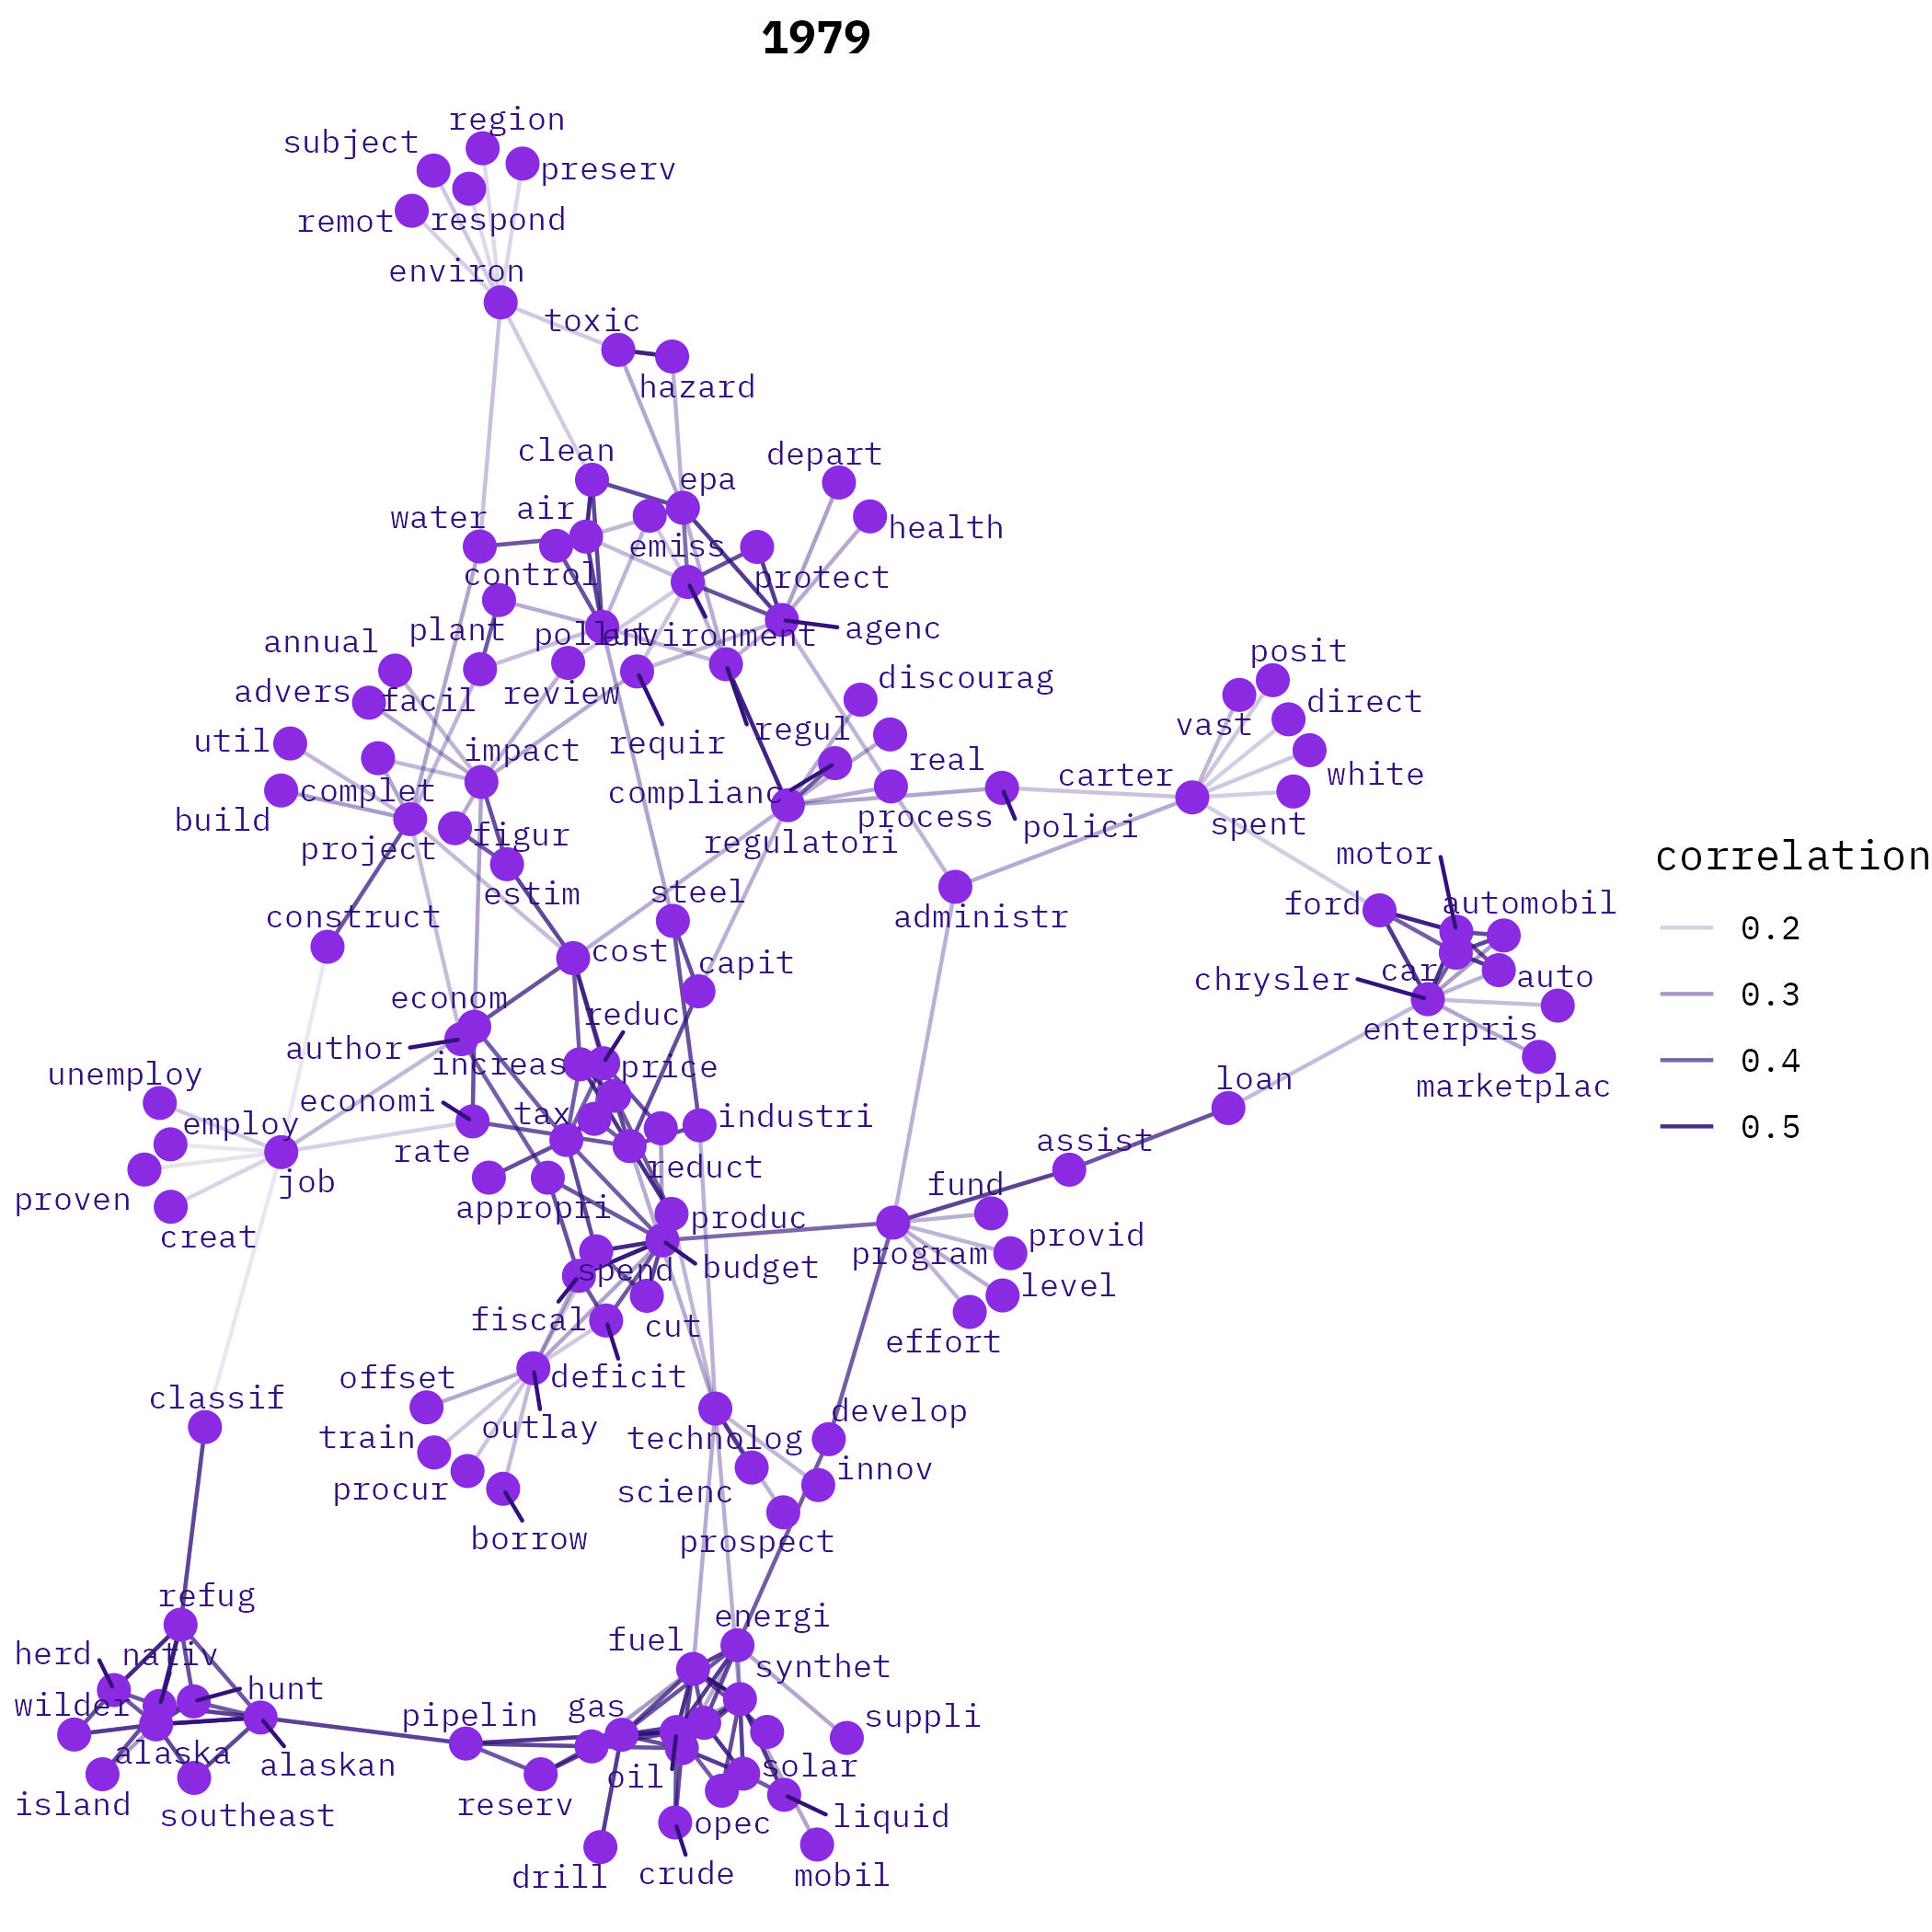 1979
region
subject
preserv
remot
respond
environ
toxic
hazard
clean
depart
epa
air
water
health
emiss
control
protect
plant
pollut
environment
agenc
annual
posit
discourag
advers
facil
review
direct
vast
util
impact
requir
regul
real
carter
white
complet
complianc
build
process
spent
polici
figur
project
regulatori
motor
correlation
estim
steel
ford
automobil
construct
administr
0.2
cost
capit
car
auto
chrysler
0.3
econom
reduc
enterpris
author
increas
price
0.4
unemploy
loan
marketplac
economi
tax
industri
0.5
employ
rate
assist
reduct
job
fund
proven
appropri
produc
creat
provid
program
spend
budget
level
fiscal
cut
effort
offset
deficit
classif
develop
outlay
train
technolog
innov
procur
scienc
borrow
prospect
refug
energi
fuel
herd
nativ
synthet
hunt
wilder
gas
pipelin
suppli
alaska
alaskan
oil
solar
island
reserv
southeast
opec
liquid
drill
crude
mobil